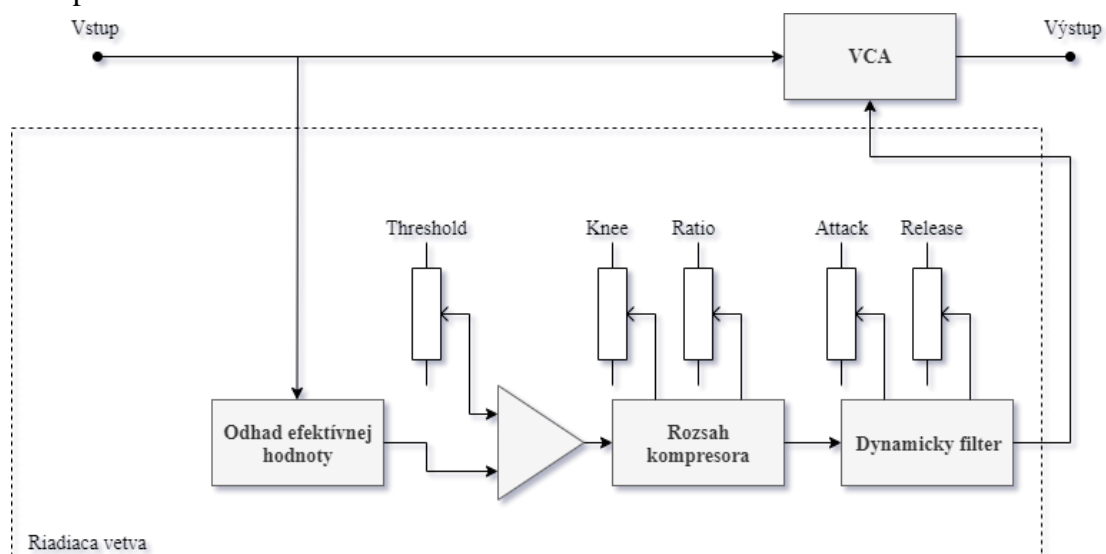 Vstup
Výstup
VCA
Threshold
Knee
Ratio
Attack
Release
Odhad efektívnej
hodnoty
Rozsah
kompresora
Dynamicky filter
Riadiaca vetva